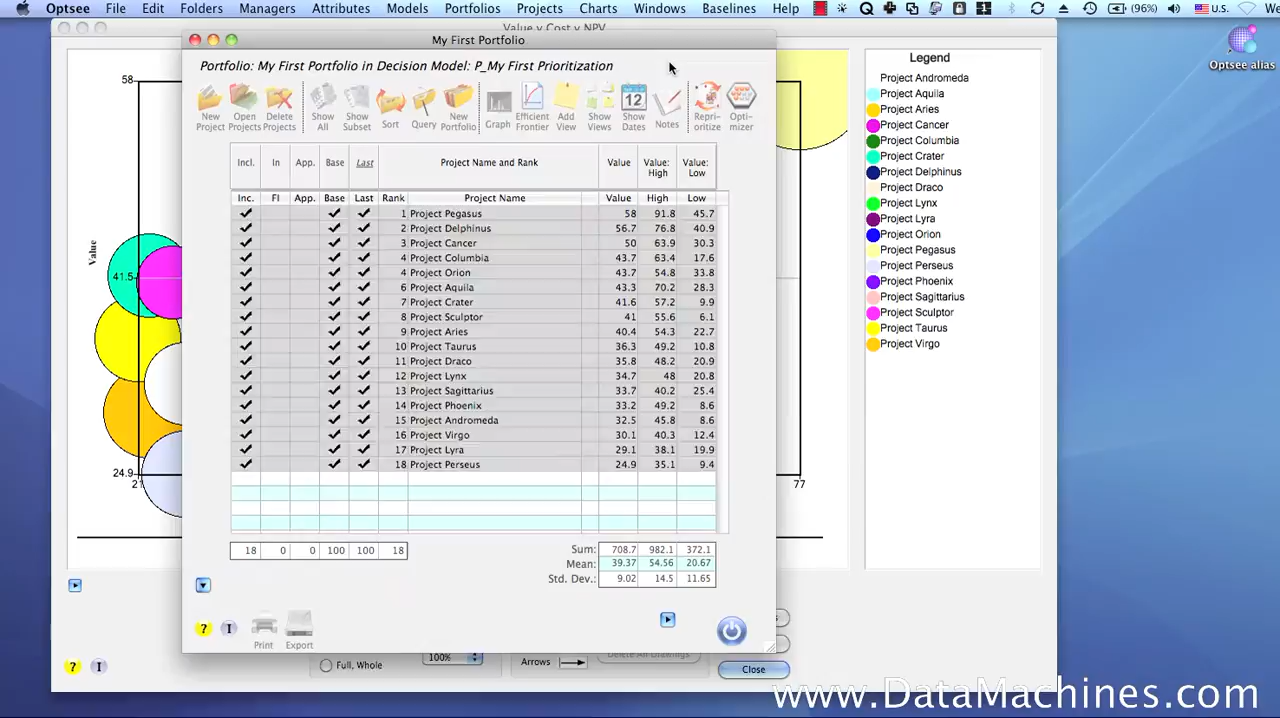 Optsee File Edit Folders Managers Attributes Models Portfolios Projects Charts Windows Baselines Help 1 (96%) U.S. We
Value v Cost v NPV
My First Portfolio
Portfolio: My First Portfolio in Decision Model: P_My First Prioritization
New Project Open Projects Delete Projects Show All Show Subset Sort Query New Portfolio Graph Efficient Frontier Add View Show Views 12 Show Dates Notes Repri-oritize Opti-mizer
Incl. In App. Base Last Project Name and Rank Value Value: High Value: Low
Inc. FI App. Base Last Rank Project Name Value High Low
1 Project Pegasus 58 91.8 45.7
2 Project Delphinus 56.7 76.8 40.9
3 Project Cancer 50 63.9 30.3
4 Project Columbia 43.7 63.4 17.6
4 Project Orion 43.7 54.8 33.8
6 Project Aquila 43.3 70.2 28.3
7 Project Crater 41.6 57.2 9.9
8 Project Sculptor 41 55.6 6.1
9 Project Aries 40.4 54.3 22.7
10 Project Taurus 36.3 49.2 10.8
11 Project Draco 35.8 48.2 20.9
12 Project Lynx 34.7 48 20.8
13 Project Sagittarius 33.7 40.2 25.4
14 Project Phoenix 33.2 49.2 8.6
15 Project Andromeda 32.5 45.8 8.6
16 Project Virgo 30.1 40.3 12.4
17 Project Lyra 29.1 38.1 19.9
18 Project Perseus 24.9 35.1 9.4
18 0 0 100 100 18
Sum: 708.7 982.1 372.1
Mean: 39.37 54.56 20.67
Std. Dev.: 9.02 14.5 11.65
? I Print Export
58
Value
41.5
24.9
77
Legend
Project Andromeda
Project Aquila
Project Aries
Project Cancer
Project Columbia
Project Crater
Project Delphinus
Project Draco
Project Lynx
Project Lyra
Project Orion
Project Pegasus
Project Perseus
Project Phoenix
Project Sagittarius
Project Sculptor
Project Taurus
Project Virgo
Optsee alias
? I
Full, Whole 100% Arrows Delete All Drawings Close
www.DataMachines.com